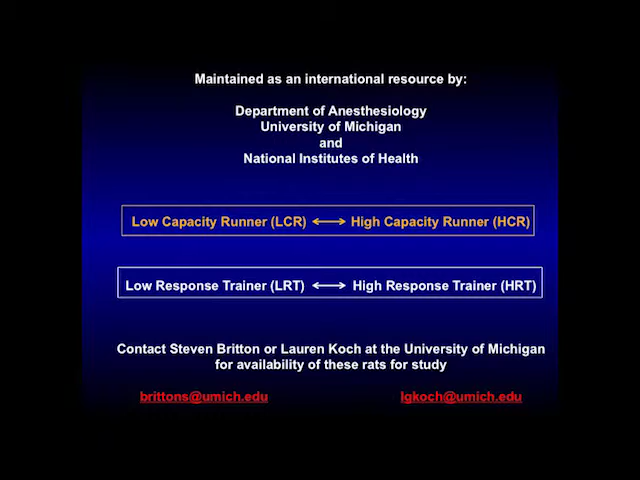 Maintained as an international resource by:
Department of Anesthesiology
University of Michigan
and
National Institutes of Health
Low Capacity Runner (LCR) ⟷ High Capacity Runner (HCR)
Low Response Trainer (LRT) ⟷ High Response Trainer (HRT)
Contact Steven Britton or Lauren Koch at the University of Michigan
for availability of these rats for study
brittons@umich.edu lgkoch@umich.edu